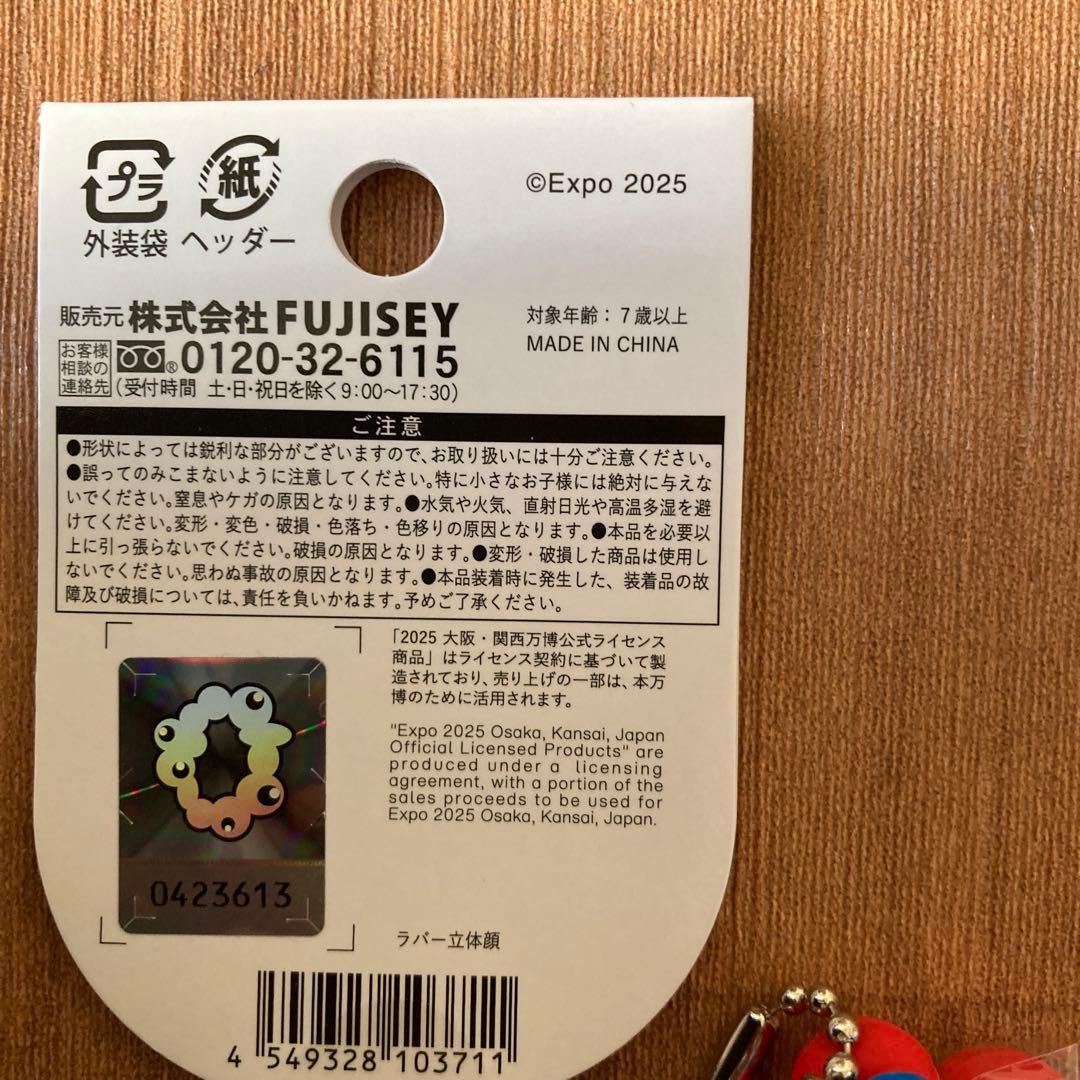 プラ
紙
外装袋 ヘッダー
©Expo 2025
販売元 株式会社FUJISEY
お客様
相談の
連絡先
® 0120-32-6115
(受付時間 土・日・祝日を除く9:00〜17:30)
対象年齢:7歳以上
MADE IN CHINA
ご注意
●形状によっては鋭利な部分がございますので、お取り扱いには十分ご注意ください。
●誤ってのみこまないように注意してください。特に小さなお子様には絶対に与えな
いでください。窒息やケガの原因となります。●水気や火気、直射日光や高温多湿を避
けてください。変形・変色・破損・色落ち・色移りの原因となります。●本品を必要以
上に引っ張らないでください。破損の原因となります。●変形・破損した商品は使用し
ないでください。思わぬ事故の原因となります。●本品装着時に発生した、装着品の故
障及び破損については、責任を負いかねます。予めご了承ください。
「2025 大阪・関西万博公式ライセンス
商品」はライセンス契約に基づいて製
造されており、売り上げの一部は、本万
博のために活用されます。
"Expo 2025 Osaka, Kansai, Japan
Official Licensed Products" are
produced under a licensing
agreement, with a portion of the
sales proceeds to be used for
Expo 2025 Osaka, Kansai, Japan.
0423613
ラバー立体顔
4 549328 103711